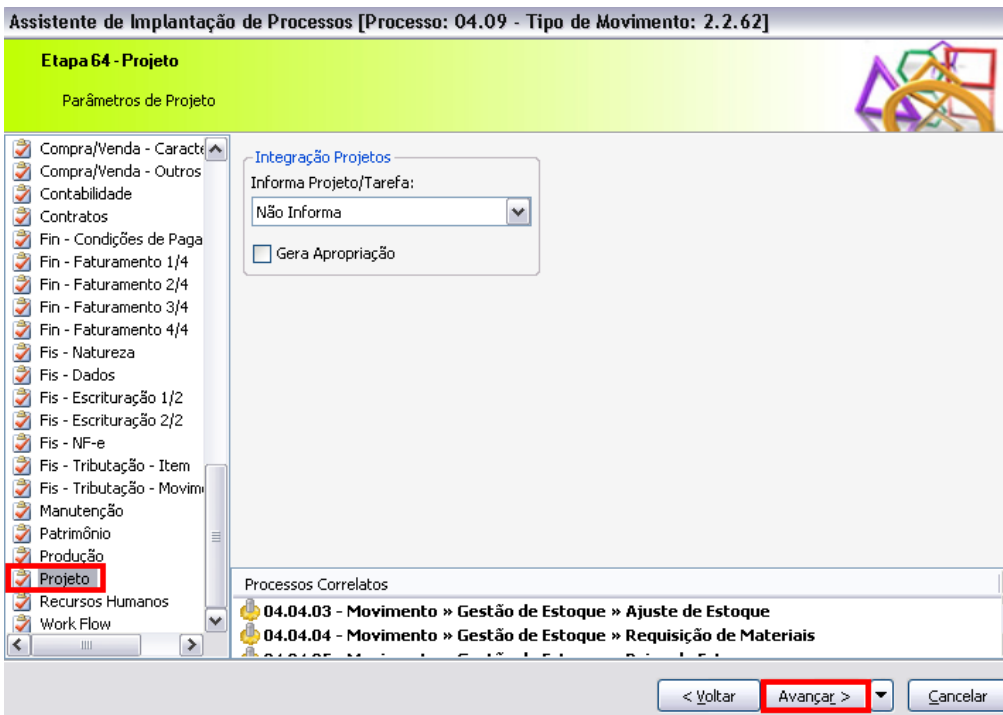 Assistente de Implantação de Processos [Processo: 04.09 - Tipo de Movimento: 2.2.62]
Etapa 64 - Projeto
Parâmetros de Projeto
Compra/Venda - Caracte
Compra/Venda - Outros
Contabilidade
Contratos
Fin - Condições de Paga
Fin - Faturamento 1/4
Fin - Faturamento 2/4
Fin - Faturamento 3/4
Fin - Faturamento 4/4
Fis - Natureza
Fis - Dados
Fis - Escrituração 1/2
Fis - Escrituração 2/2
Fis - NF-e
Fis - Tributação - Item
Fis - Tributação - Movim
Manutenção
Patrimônio
Produção
Projeto
Recursos Humanos
Work Flow
Integração Projetos
Informa Projeto/Tarefa:
Não Informa
Gera Apropriação
Processos Correlatos
04.04.03 - Movimento » Gestão de Estoque » Ajuste de Estoque
04.04.04 - Movimento » Gestão de Estoque » Requisição de Materiais
< Voltar
Avançar >
Cancelar